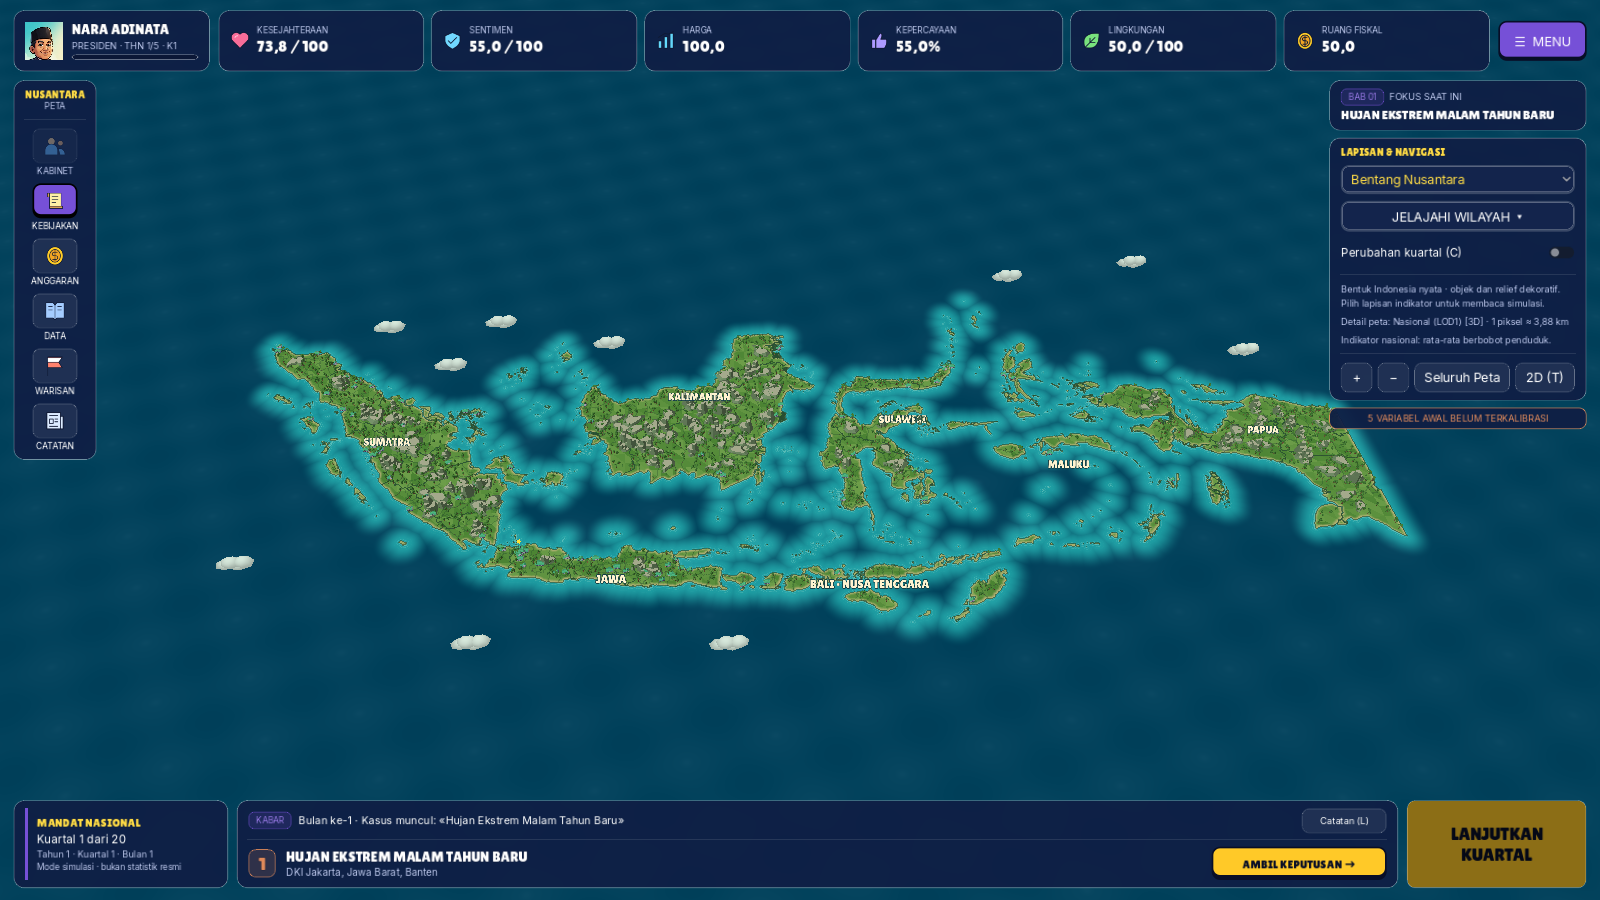 NARA ADINATA
PRESIDEN · THN 1/5 · K1
KESEJAHTERAAN
73,8 / 100
SENTIMEN
55,0 / 100
HARGA
100,0
KEPERCAYAAN
55,0%
LINGKUNGAN
50,0 / 100
RUANG FISKAL
50,0
☰ MENU
NUSANTARA
PETA
KABINET
KEBIJAKAN
ANGGARAN
DATA
WARISAN
CATATAN
BAB 01 FOKUS SAAT INI
HUJAN EKSTREM MALAM TAHUN BARU
LAPISAN & NAVIGASI
Bentang Nusantara
JELAJAHI WILAYAH ▾
Perubahan kuartal (C)
Bentuk Indonesia nyata · objek dan relief dekoratif.
Pilih lapisan indikator untuk membaca simulasi.
Detail peta: Nasional (LOD1) [3D] · 1 piksel ≈ 3,88 km
Indikator nasional: rata-rata berbobot penduduk.
+ − Seluruh Peta 2D (T)
5 VARIABEL AWAL BELUM TERKALIBRASI
SUMATRA
KALIMANTAN
SULAWESI
MALUKU
PAPUA
JAWA
BALI · NUSA TENGGARA
MANDAT NASIONAL
Kuartal 1 dari 20
Tahun 1 · Kuartal 1 · Bulan 1
Mode simulasi · bukan statistik resmi
KABAR Bulan ke-1 · Kasus muncul: «Hujan Ekstrem Malam Tahun Baru»
Catatan (L)
1 HUJAN EKSTREM MALAM TAHUN BARU
DKI Jakarta, Jawa Barat, Banten
AMBIL KEPUTUSAN →
LANJUTKAN
KUARTAL